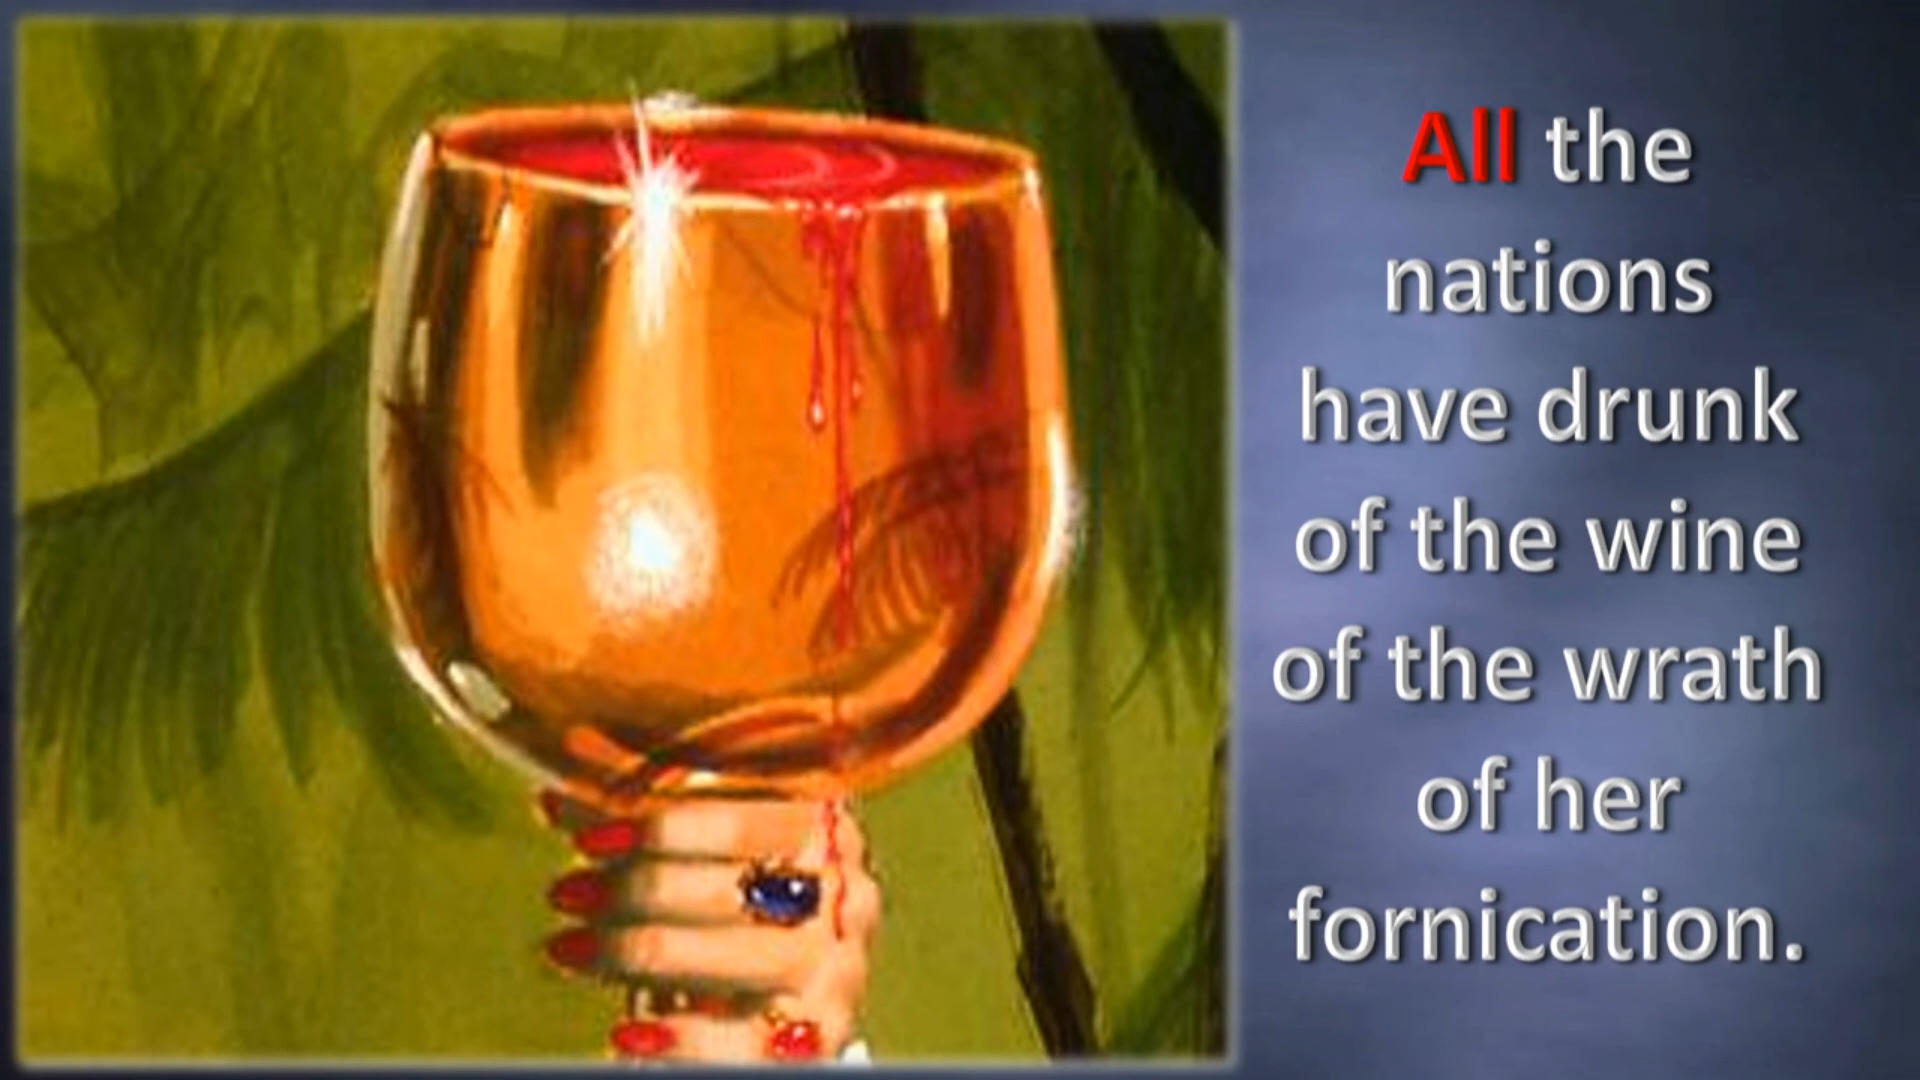 All the
nations
have drunk
of the wine
of the wrath
of her
fornication.